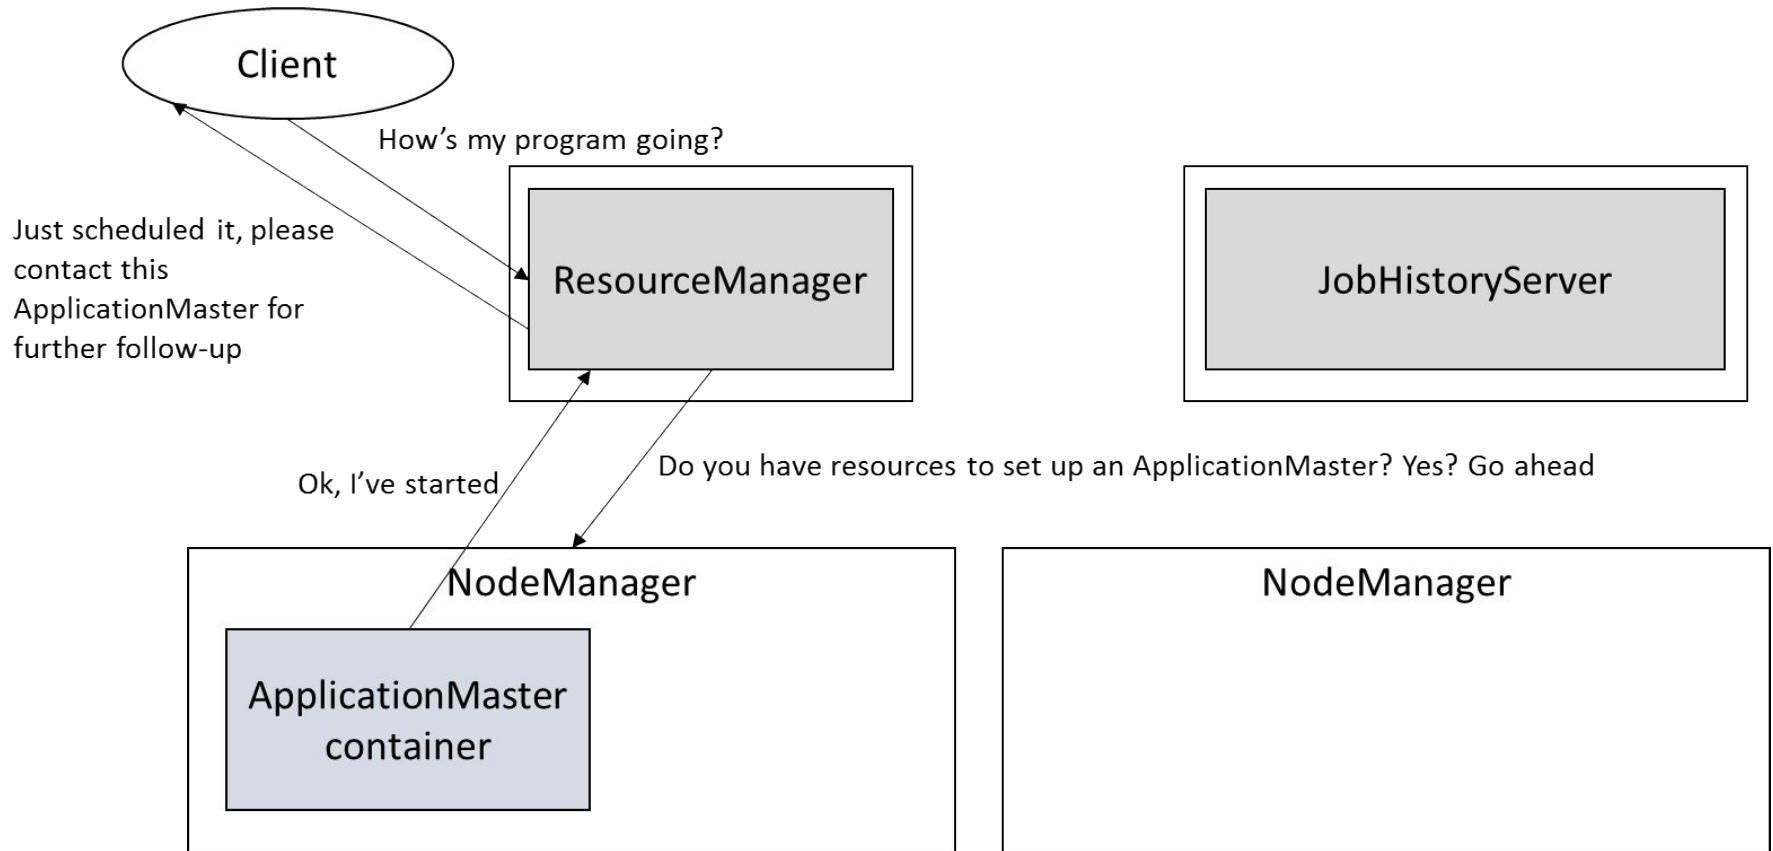 Client
How’s my program going?
Just scheduled it, please
contact this
ApplicationMaster for
further follow-up
ResourceManager
JobHistoryServer
Ok, I’ve started
Do you have resources to set up an ApplicationMaster? Yes? Go ahead
NodeManager
NodeManager
ApplicationMaster
container